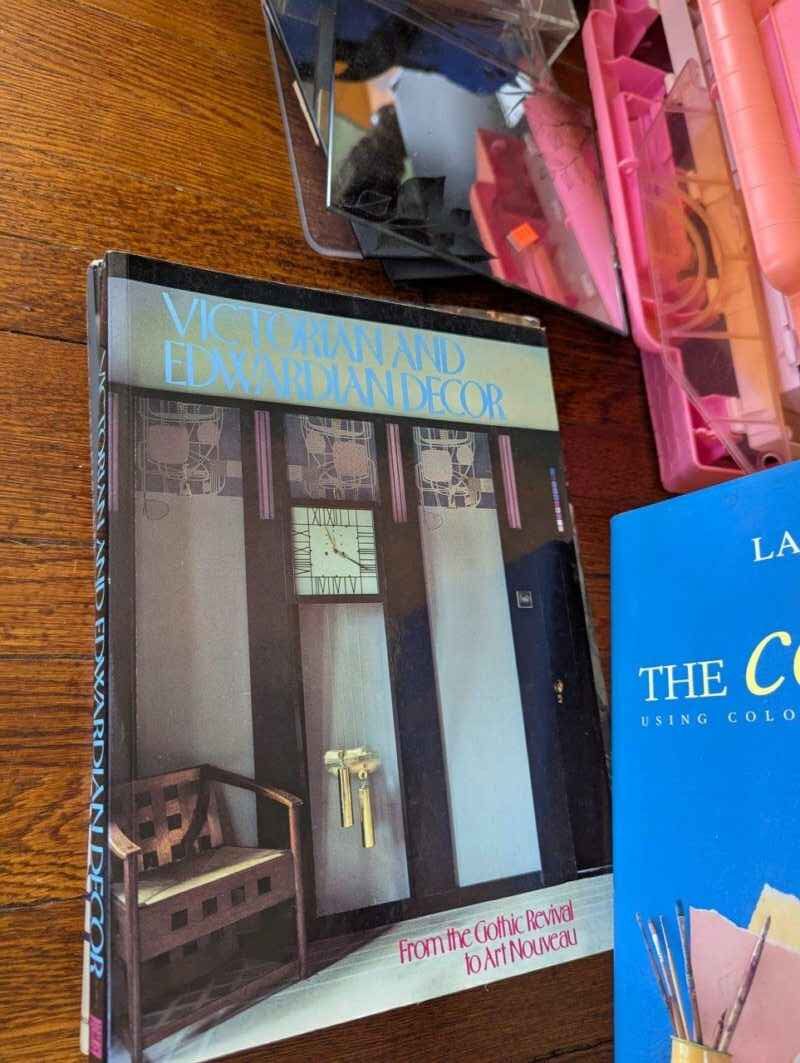 VICTORIAN AND
EDWARDIAN DECOR
From the Gothic Revival
to Art Nouveau
VICTORIAN AND EDWARDIAN DECOR
LA
THE CO
USING COLO